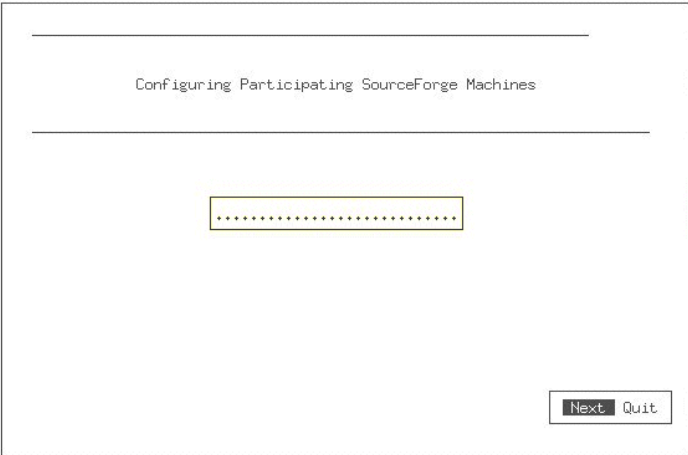 Configuring Participating SourceForge Machines
............................
Next Quit